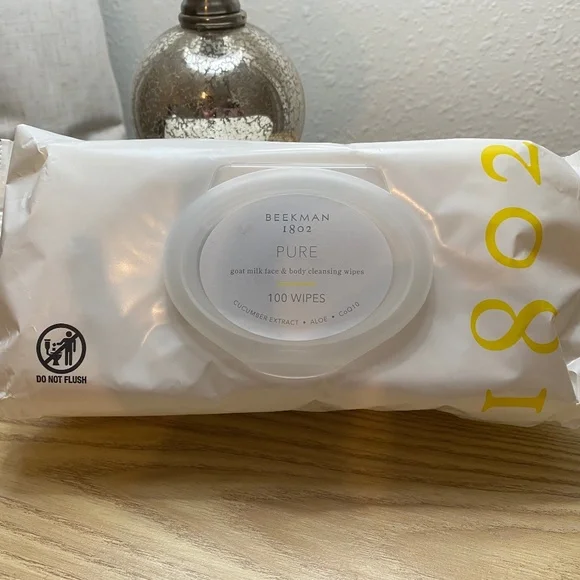 BEEKMAN
1802
PURE
goat milk face & body cleansing wipes
100 WIPES
CUCUMBER EXTRACT • ALOE • CoQ10
DO NOT FLUSH
1802